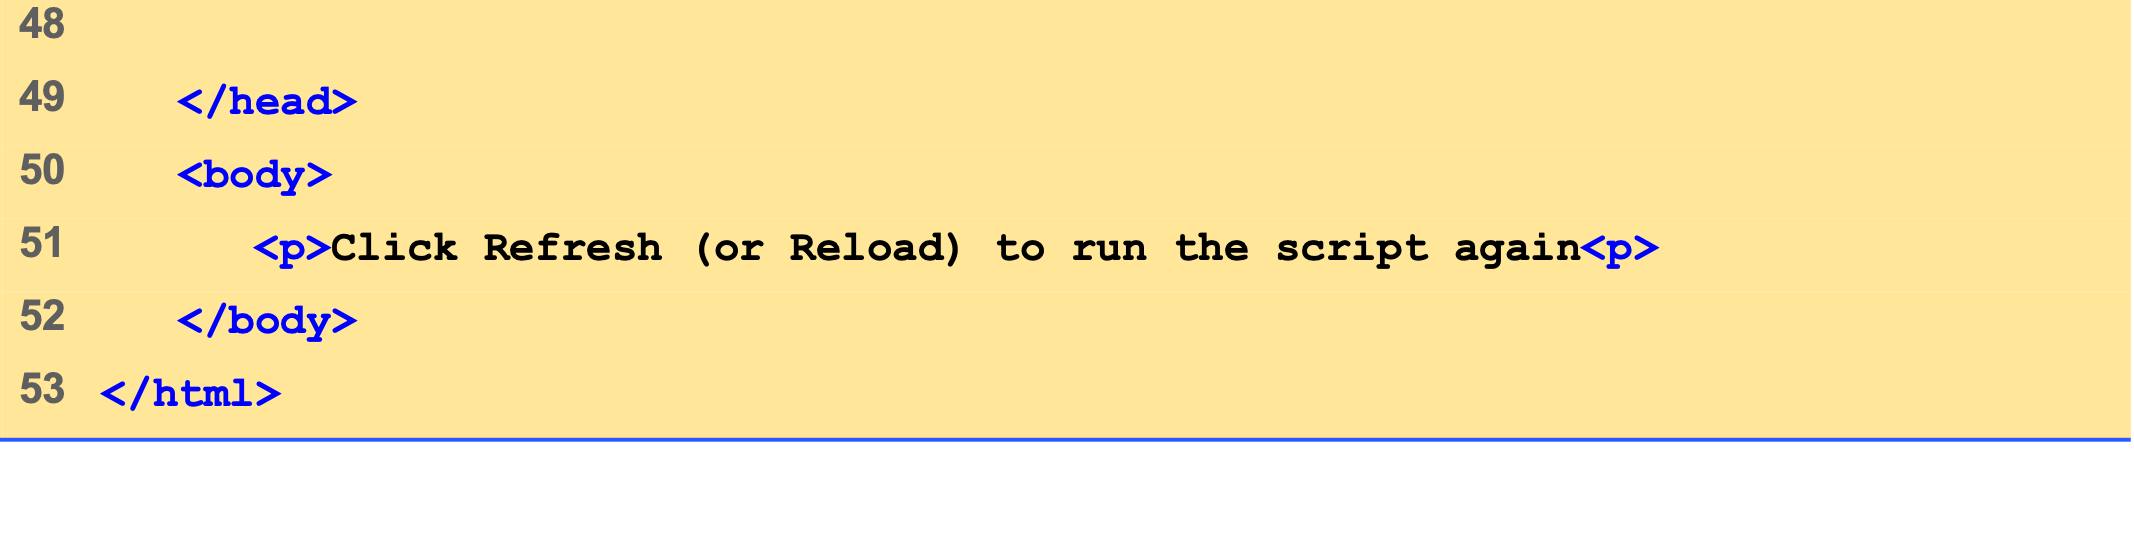 48
49 </head>
50 <body>
51 <p>Click Refresh (or Reload) to run the script again<p>
52 </body>
53 </html>